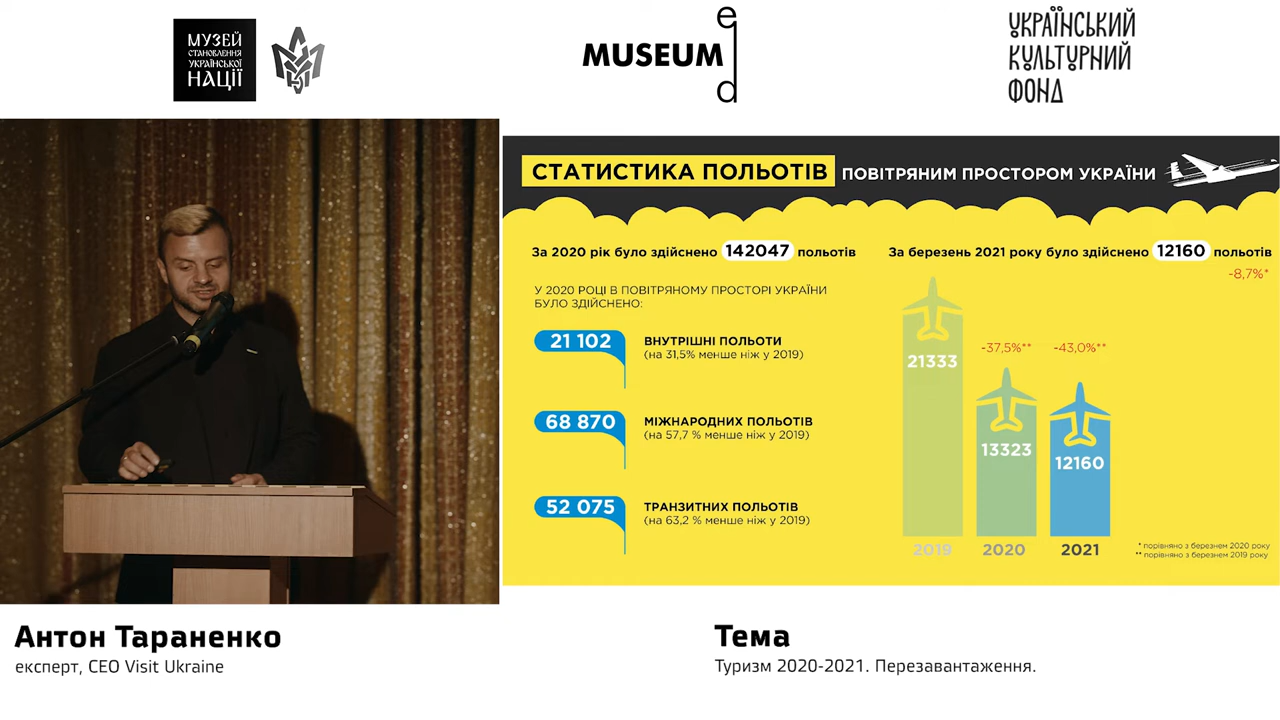 МУЗЕЙ
СТАНОВЛЕННЯ
УКРАЇНСЬКОЇ
НАЦІЇ
MUSEUM
ed
УКРАЇНСЬКИЙ
КУЛЬТУРНИЙ
ФОНД
СТАТИСТИКА ПОЛЬОТІВ ПОВІТРЯНИМ ПРОСТОРОМ УКРАЇНИ
За 2020 рік було здійснено 142047 польотів
У 2020 РОЦІ В ПОВІТРЯНОМУ ПРОСТОРІ УКРАЇНИ
БУЛО ЗДІЙСНЕНО:
21 102 ВНУТРІШНІ ПОЛЬОТИ
(на 31,5% менше ніж у 2019)
68 870 МІЖНАРОДНИХ ПОЛЬОТІВ
(на 57,7 % менше ніж у 2019)
52 075 ТРАНЗИТНИХ ПОЛЬОТІВ
(на 63,2 % менше ніж у 2019)
За березень 2021 року було здійснено 12160 польотів
-8,7%*
-37,5%** -43,0%**
21333
13323
12160
2019 2020 2021
* порівняно з березнем 2020 року
** порівняно з березнем 2019 року
Антон Тараненко
експерт, CEO Visit Ukraine
Тема
Туризм 2020-2021. Перезавантаження.